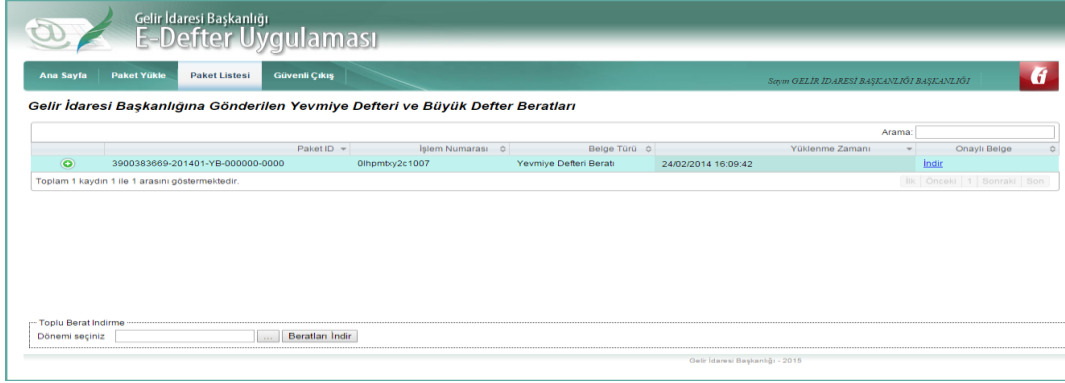 Gelir İdaresi Başkanlığı
E-Defter Uygulaması
Ana Sayfa Paket Yükle Paket Listesi Güvenli Çıkış
Sayın GELİR İDARESİ BAŞKANLIĞI BAŞKANLIĞI
Gelir İdaresi Başkanlığına Gönderilen Yevmiye Defteri ve Büyük Defter Beratları
Arama:
Paket ID İşlem Numarası Belge Türü Yüklenme Zamanı Onaylı Belge
3900383669-201401-YB-000000-0000 0lhpmtxy2c1007 Yevmiye Defteri Beratı 24/02/2014 16:09:42 İndir
Toplam 1 kaydın 1 ile 1 arasını göstermektedir. İlk Önceki 1 Sonraki Son
Toplu Berat İndirme
Dönemi seçiniz ... Beratları İndir
Gelir İdaresi Başkanlığı - 2015